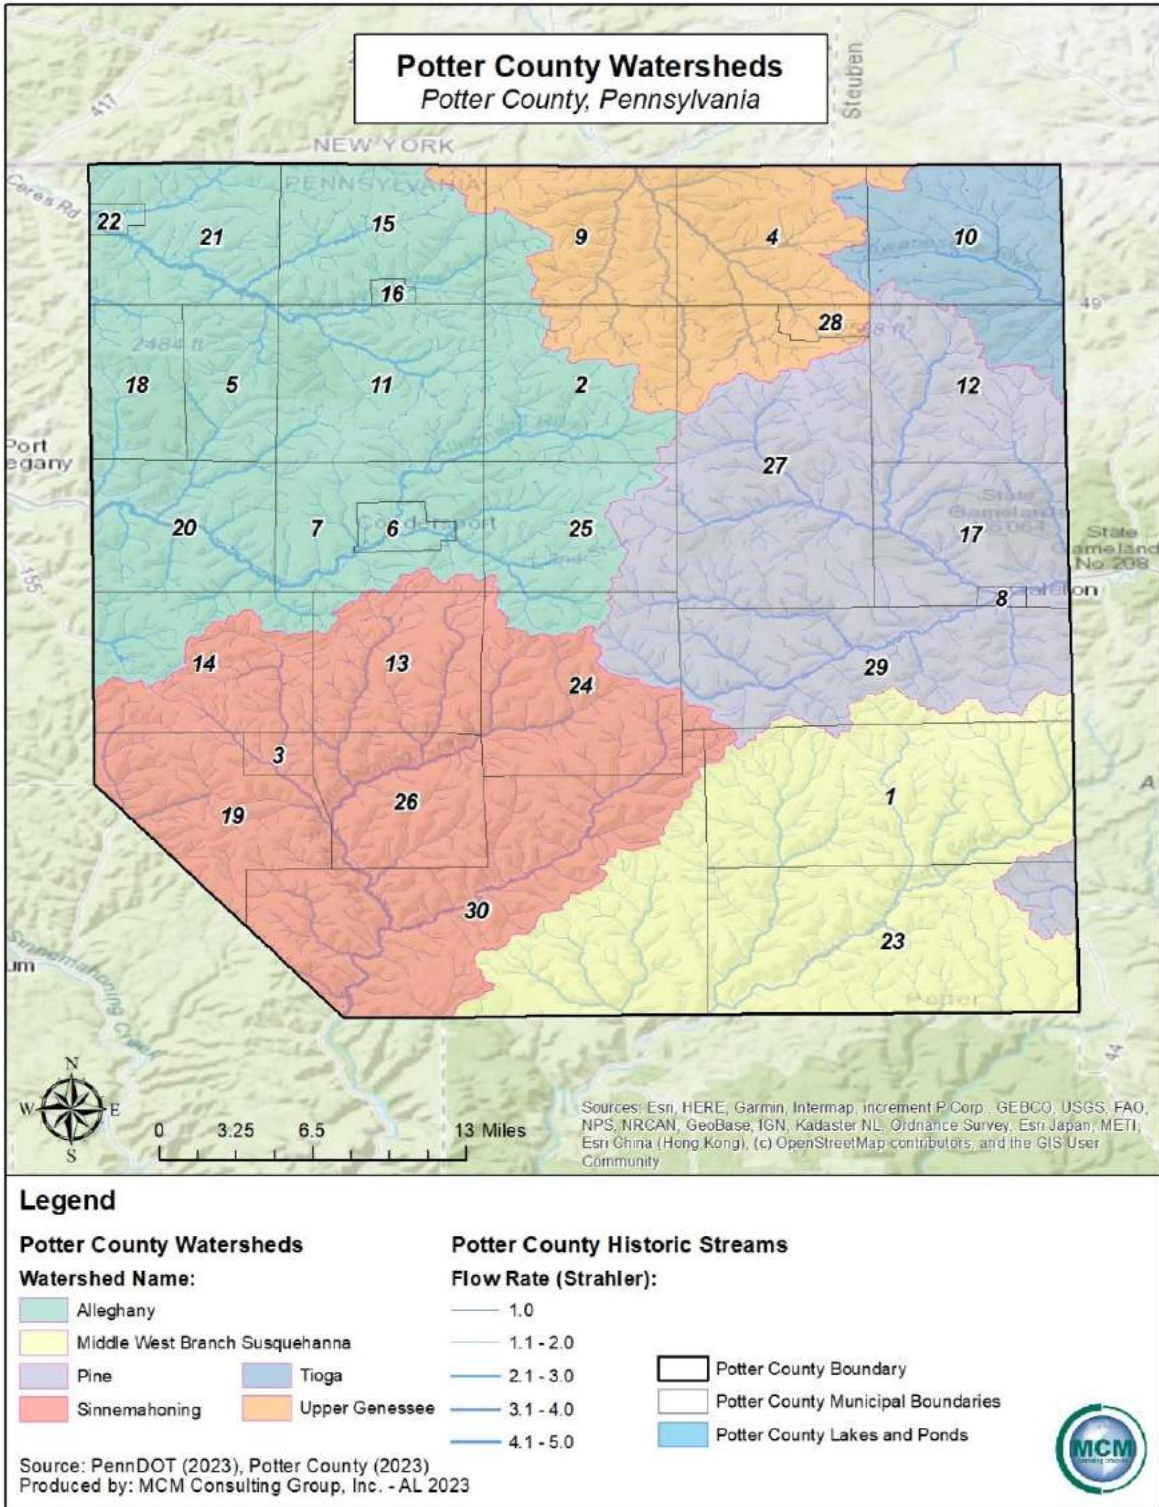 Potter County Watersheds
Potter County, Pennsylvania
Steuben
417
NEW YORK
PENNSYLVANIA
Ceres Rd
22
21
15
9
4
10
16
49
28
2484 ft
18
5
11
2
12
Port
egany
27
State
Gamelands
20
7
6
Coudersport
25
17
State
Gameland
No 208
155
8
14
13
24
29
3
19
26
1
A
30
23
Sinnemahoning Creek
um
Potter
44
N
W
E
S
0 3.25 6.5 13 Miles
Sources: Esri, HERE, Garmin, Intermap, increment P Corp., GEBCO, USGS, FAO,
NPS, NRCAN, GeoBase, IGN, Kadaster NL, Ordnance Survey, Esri Japan, METI,
Esri China (Hong Kong), (c) OpenStreetMap contributors, and the GIS User
Community
Legend
Potter County Watersheds
Watershed Name:
Alleghany
Middle West Branch Susquehanna
Pine
Tioga
Sinnemahoning
Upper Genessee
Potter County Historic Streams
Flow Rate (Strahler):
1.0
1.1 - 2.0
2.1 - 3.0
3.1 - 4.0
4.1 - 5.0
Potter County Boundary
Potter County Municipal Boundaries
Potter County Lakes and Ponds
MCM
Source: PennDOT (2023), Potter County (2023)
Produced by: MCM Consulting Group, Inc. - AL 2023